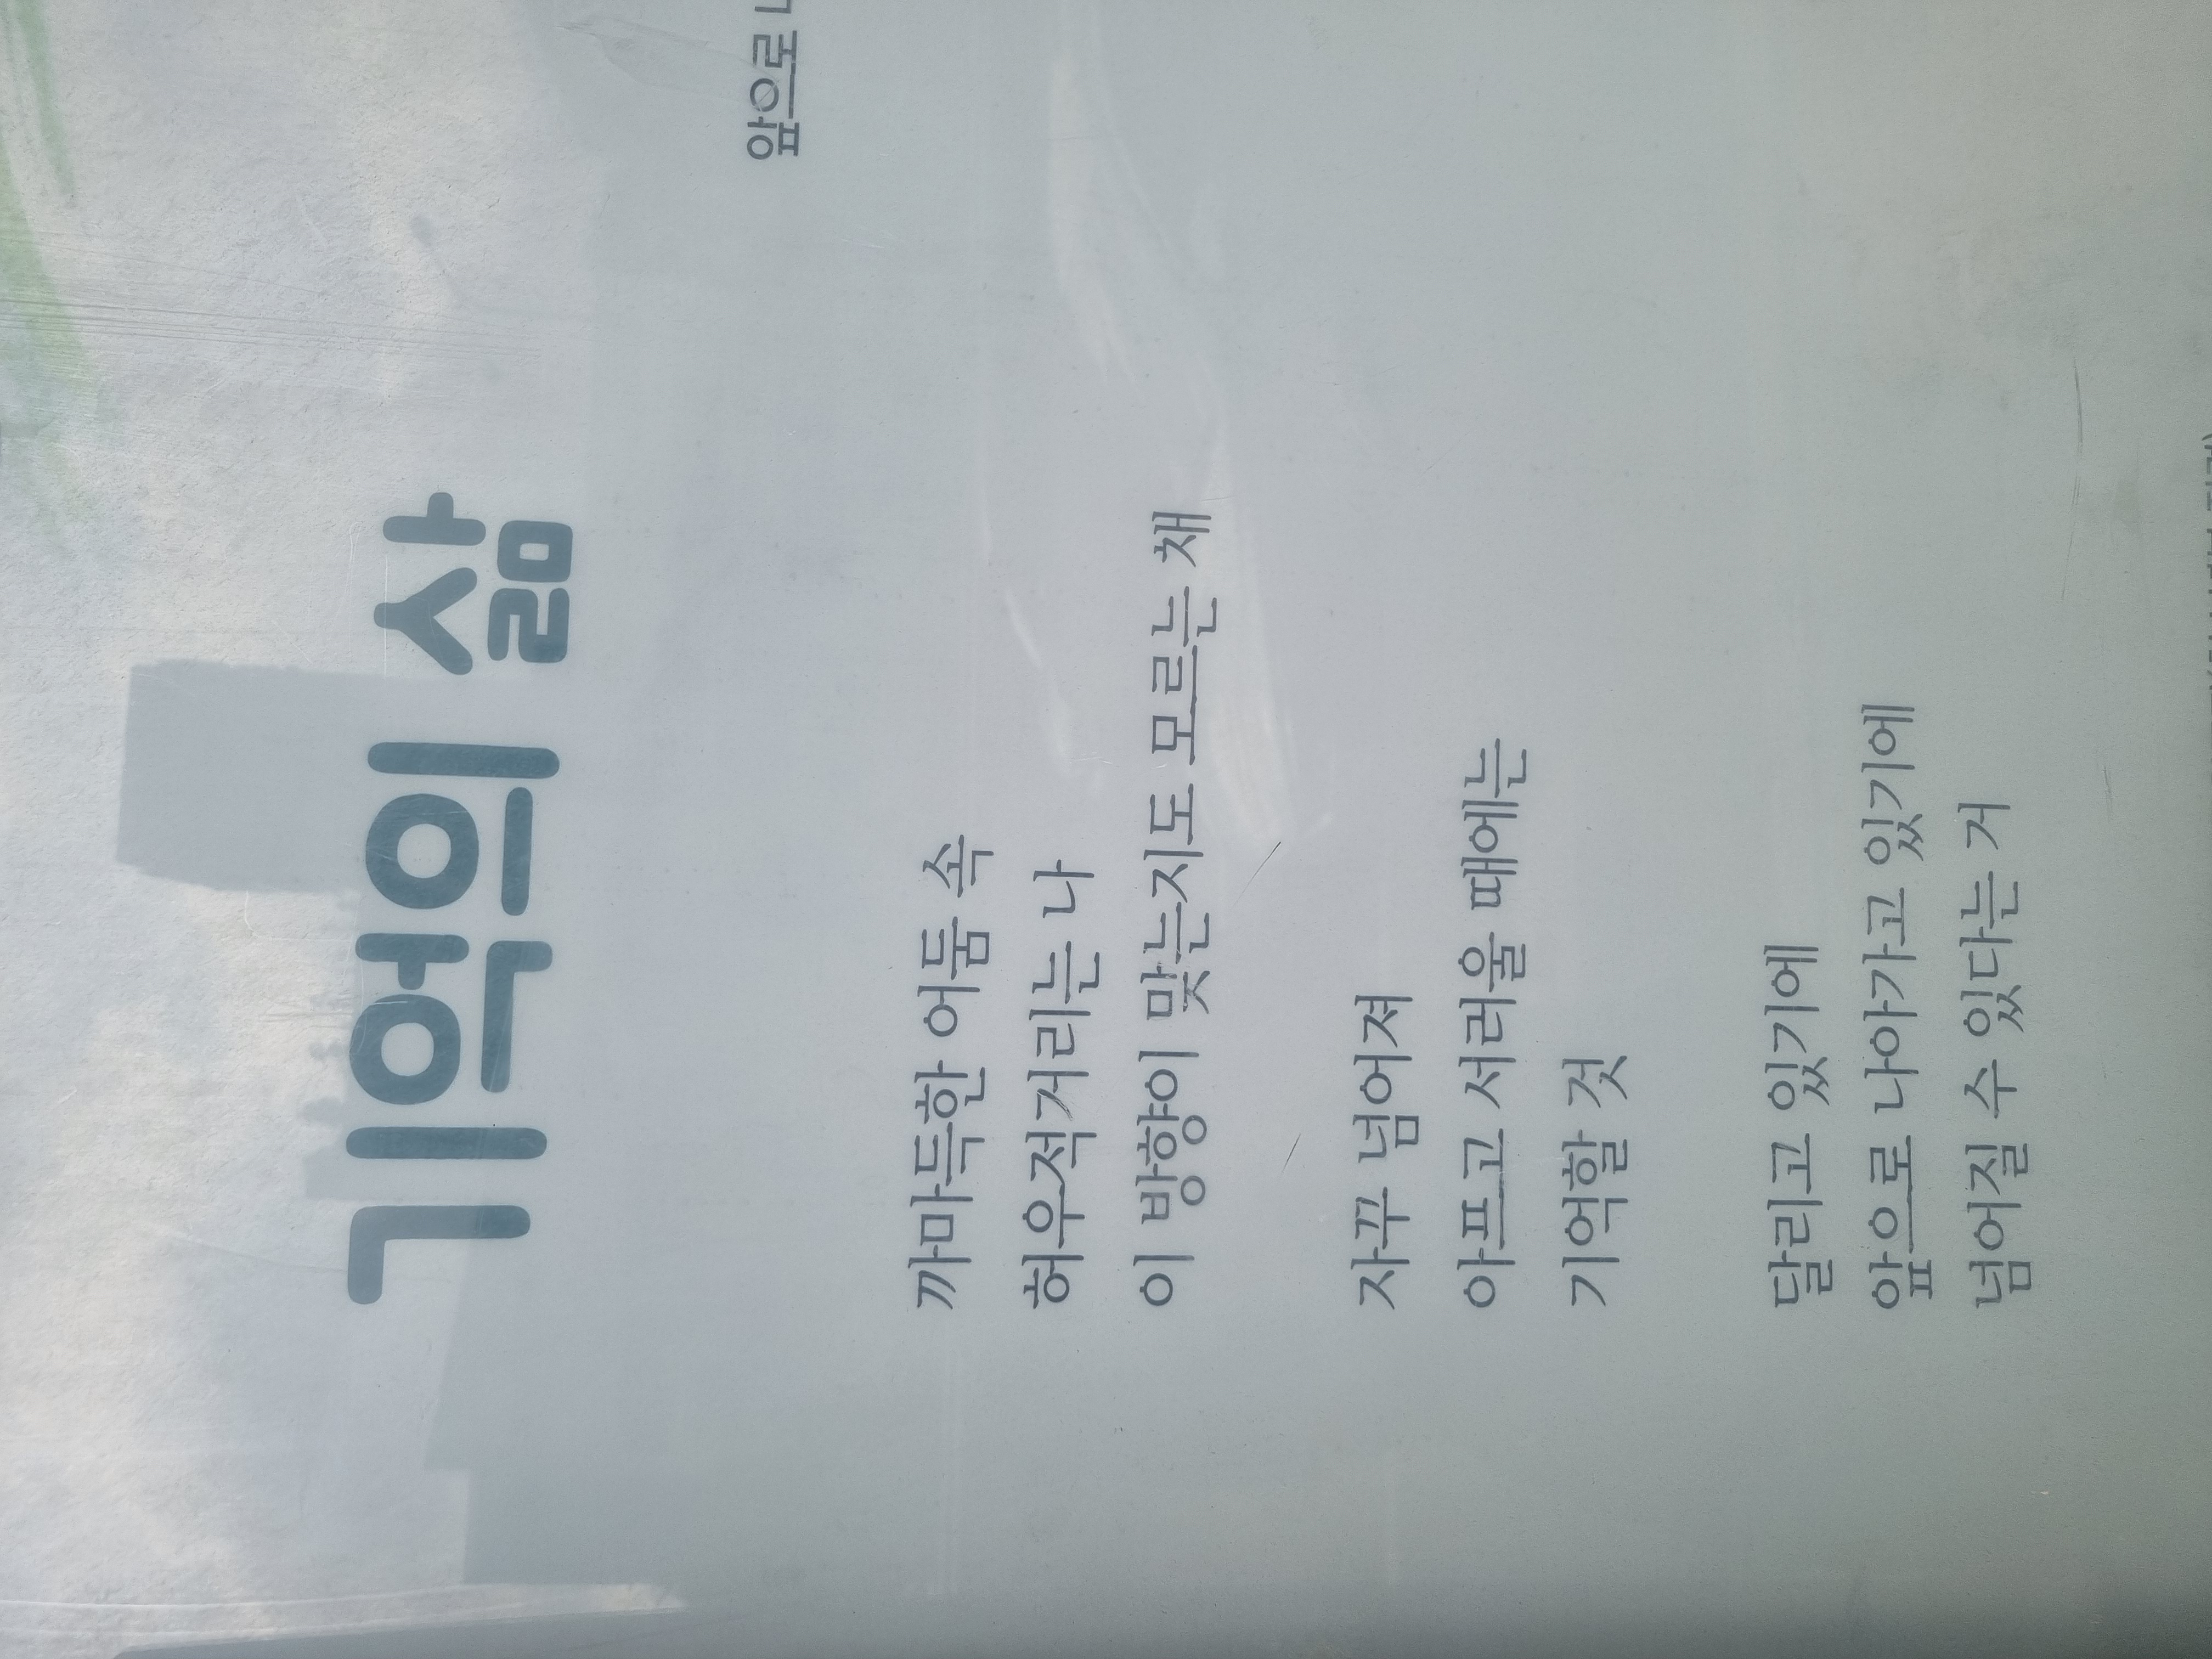 기억의 삶
앞으로
까마득한 어둠 속
허우적거리는 나
이 방향이 맞는지도 모르는 채
자꾸 넘어져
아프고 서러울 때에는
기억할 것
달리고 있기에
앞으로 나아가고 있기에
넘어질 수 있다는 거